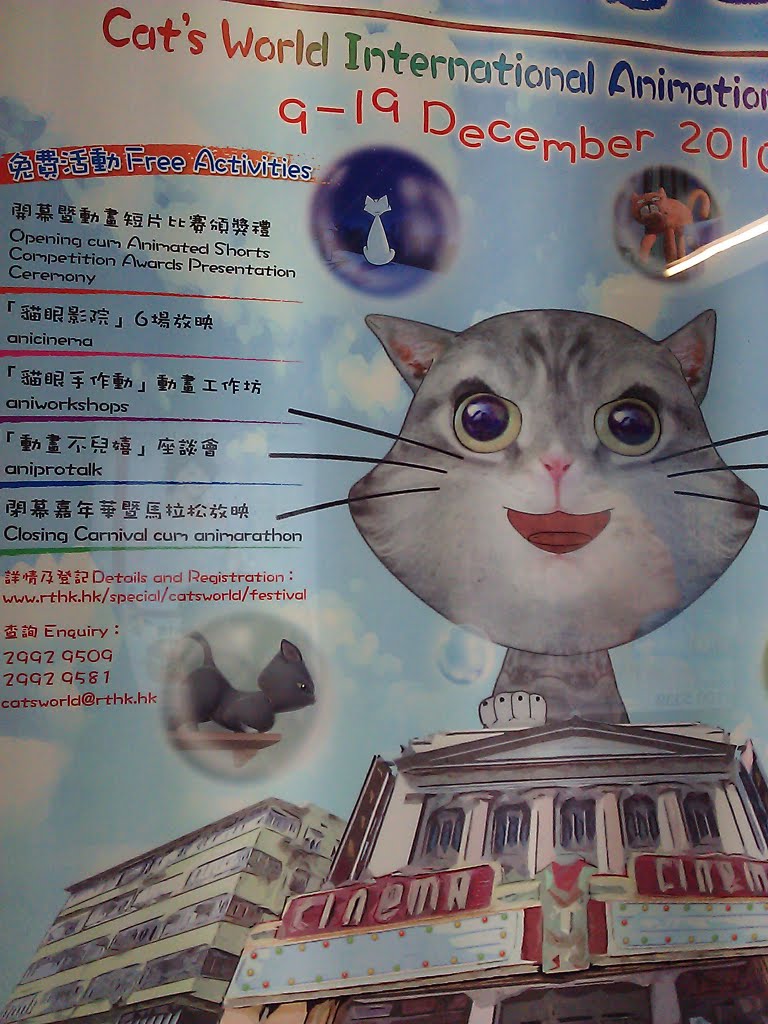 Cat's World International Animation
9-19 December 2010
免費活動 Free Activities
開幕暨動畫短片比賽頒獎禮
Opening cum Animated Shorts
Competition Awards Presentation
Ceremony
「貓眼影院」6場放映
anicinema
「貓眼手作動」動畫工作坊
aniworkshops
「動畫不兒嬉」座談會
aniprotalk
閉幕嘉年華暨馬拉松放映
Closing Carnival cum animarathon
詳情及登記 Details and Registration：
www.rthk.hk/special/catsworld/festival
查詢 Enquiry：
2992 9509
2992 9581
catsworld@rthk.hk
CINEMA
CINEMA